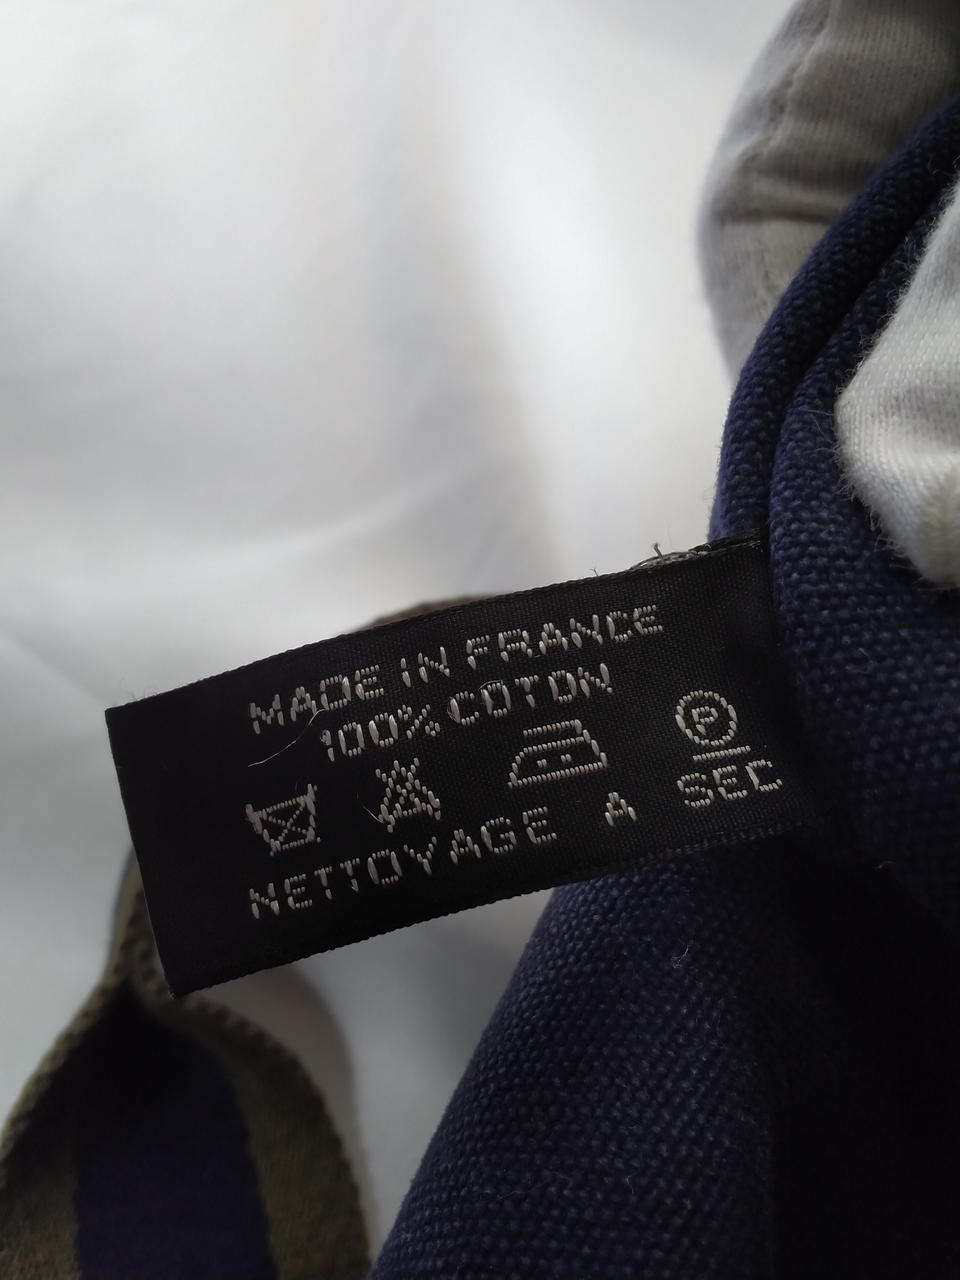 MADE IN FRANCE
100% COTON
P
NETTOYAGE A SEC